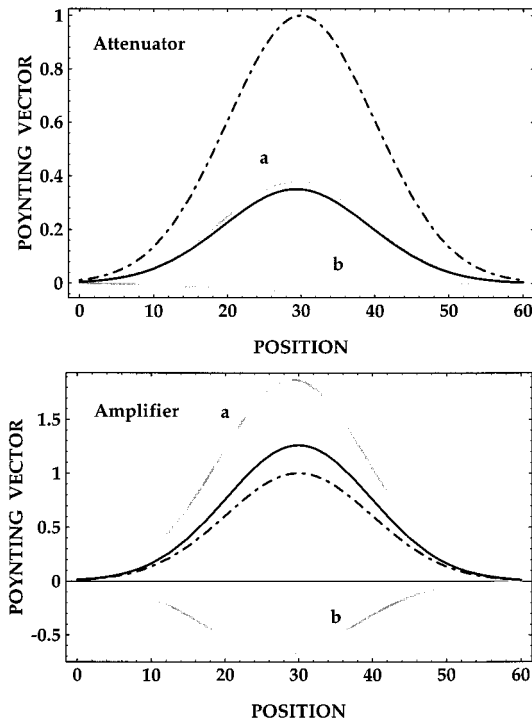 Attenuator
1
0.8
0.6
0.4
0.2
0
a
b
0 10 20 30 40 50 60
POYNTING VECTOR
POSITION
Amplifier
1.5
1
0.5
0
-0.5
a
b
0 10 20 30 40 50 60
POYNTING VECTOR
POSITION